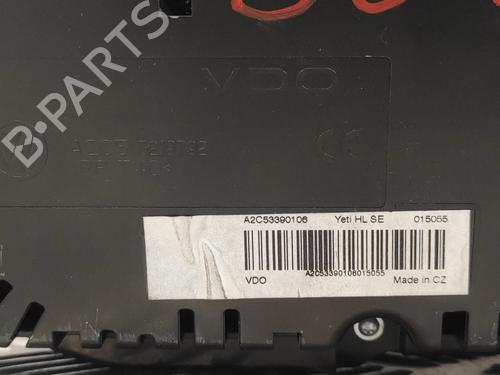 VDO
B-PARTS
A2C53390106 Yeti HL SE 015055
A2C53390106015055
VDO Made in CZ